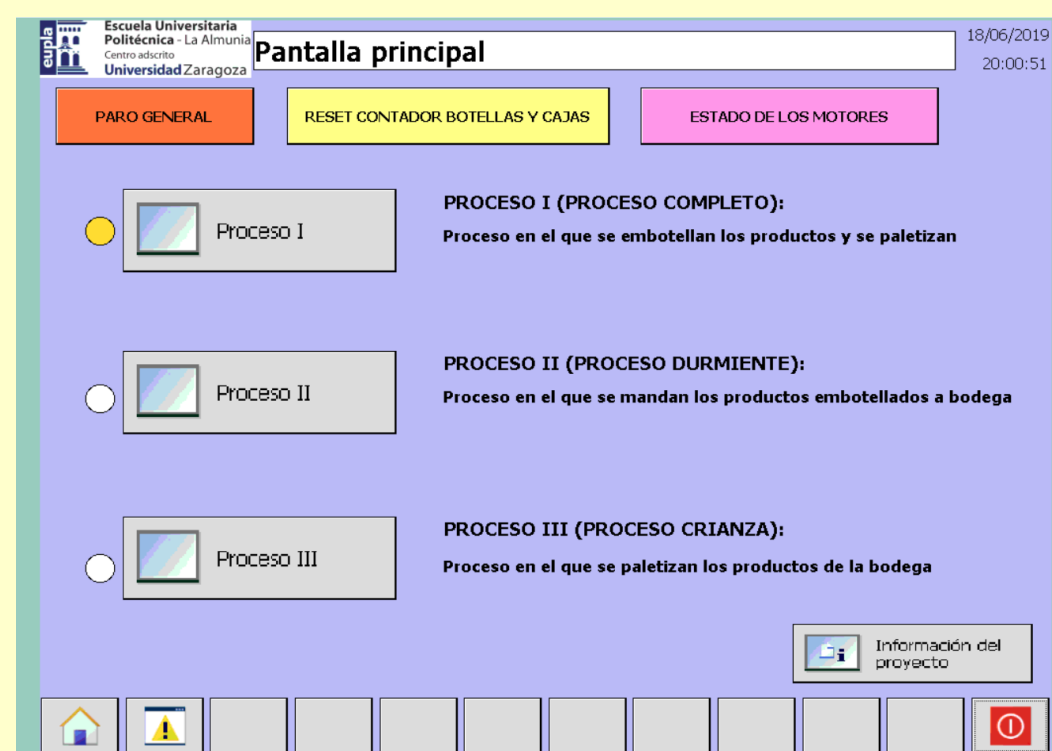 eupla
Escuela Universitaria
Politécnica - La Almunia
Centro adscrito
Universidad Zaragoza
Pantalla principal
18/06/2019
20:00:51
PARO GENERAL
RESET CONTADOR BOTELLAS Y CAJAS
ESTADO DE LOS MOTORES
Proceso I
PROCESO I (PROCESO COMPLETO):
Proceso en el que se embotellan los productos y se paletizan
Proceso II
PROCESO II (PROCESO DURMIENTE):
Proceso en el que se mandan los productos embotellados a bodega
Proceso III
PROCESO III (PROCESO CRIANZA):
Proceso en el que se paletizan los productos de la bodega
Información del
proyecto